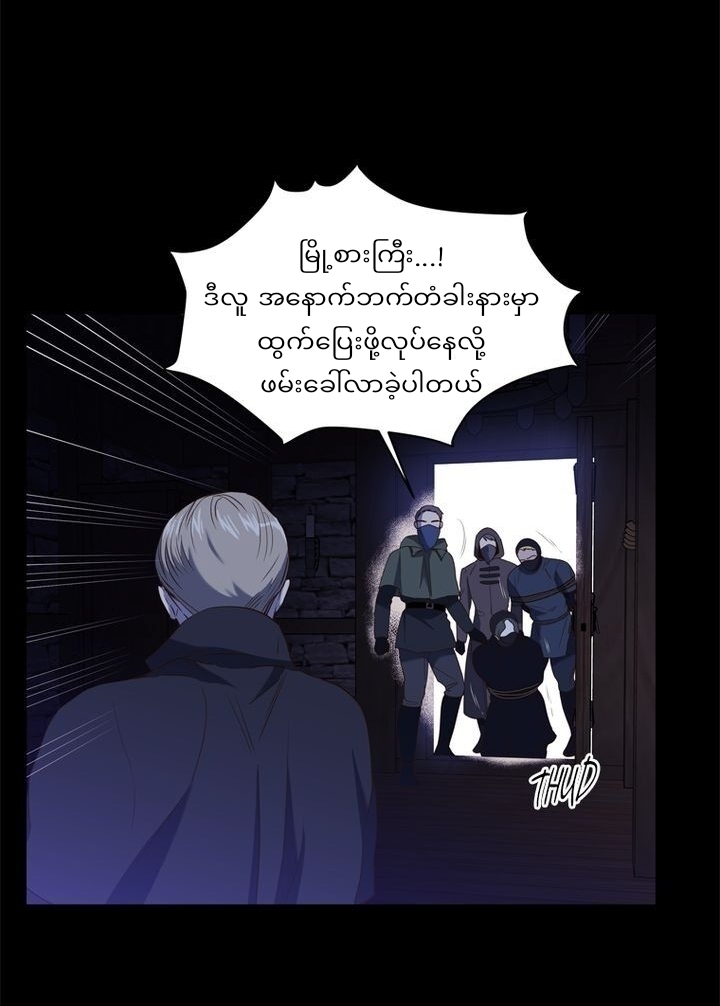 မြို့စားကြီး...!
ဒီလူ အနောက်ဘက်တံခါးနားမှာ
ထွက်ပြေးဖို့လုပ်နေလို့
ဖမ်းခေါ်လာခဲ့ပါတယ်
THUD